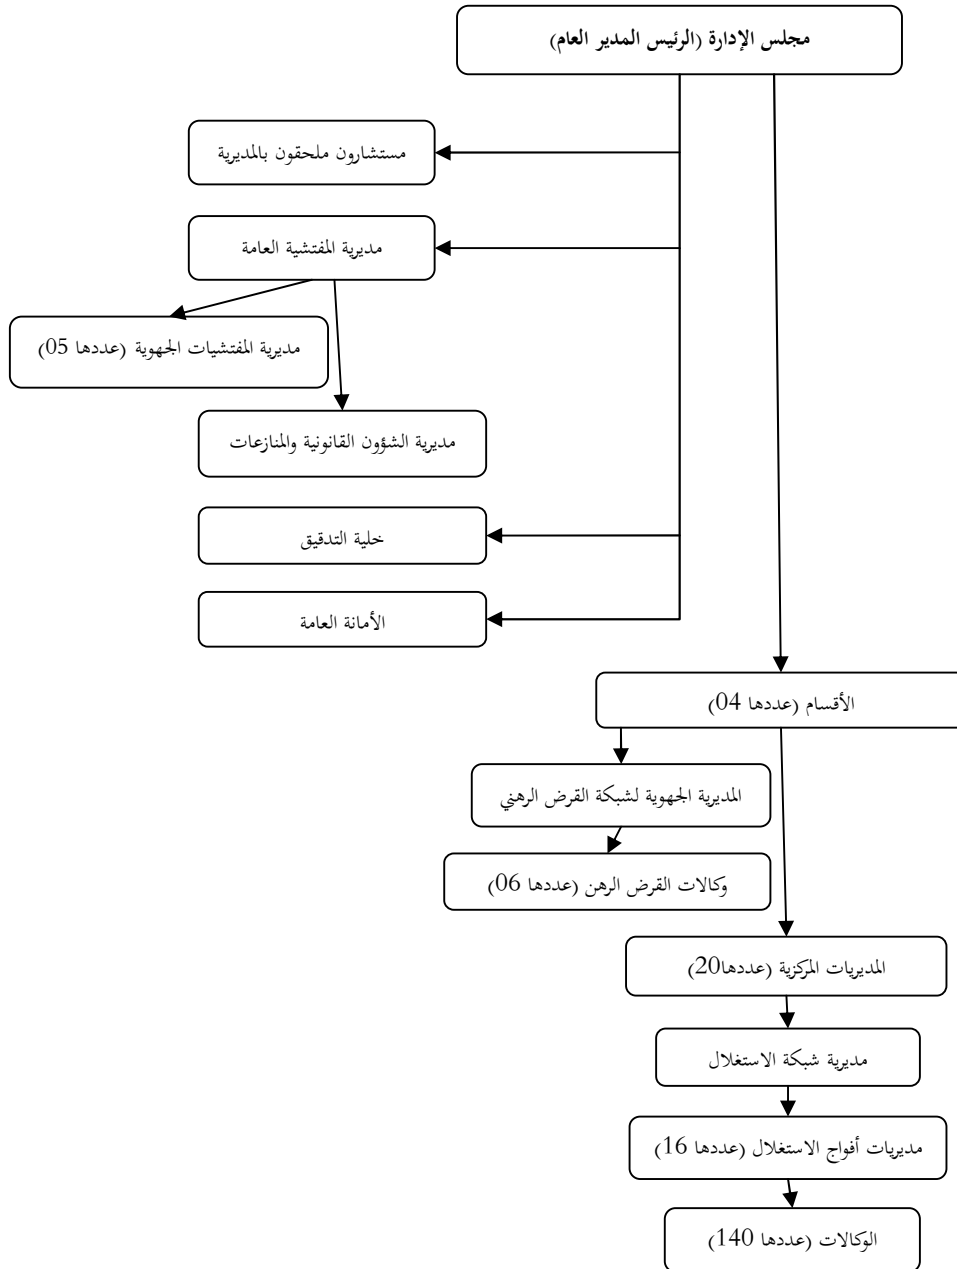 مجلس الإدارة (الرئيس المدير العام)
مستشارون ملحقون بالمديرية
مديرية المفتشية العامة
مديرية المفتشيات الجهوية (عددها 05)
مديرية الشؤون القانونية والمنازعات
خلية التدقيق
الأمانة العامة
الأقسام (عددها 04)
المديرية الجهوية لشبكة القرض الرهني
وكالات القرض الرهن (عددها 06)
المديريات المركزية (عددها20)
مديرية شبكة الاستغلال
مديريات أفواج الاستغلال (عددها 16)
الوكالات (عددها 140)